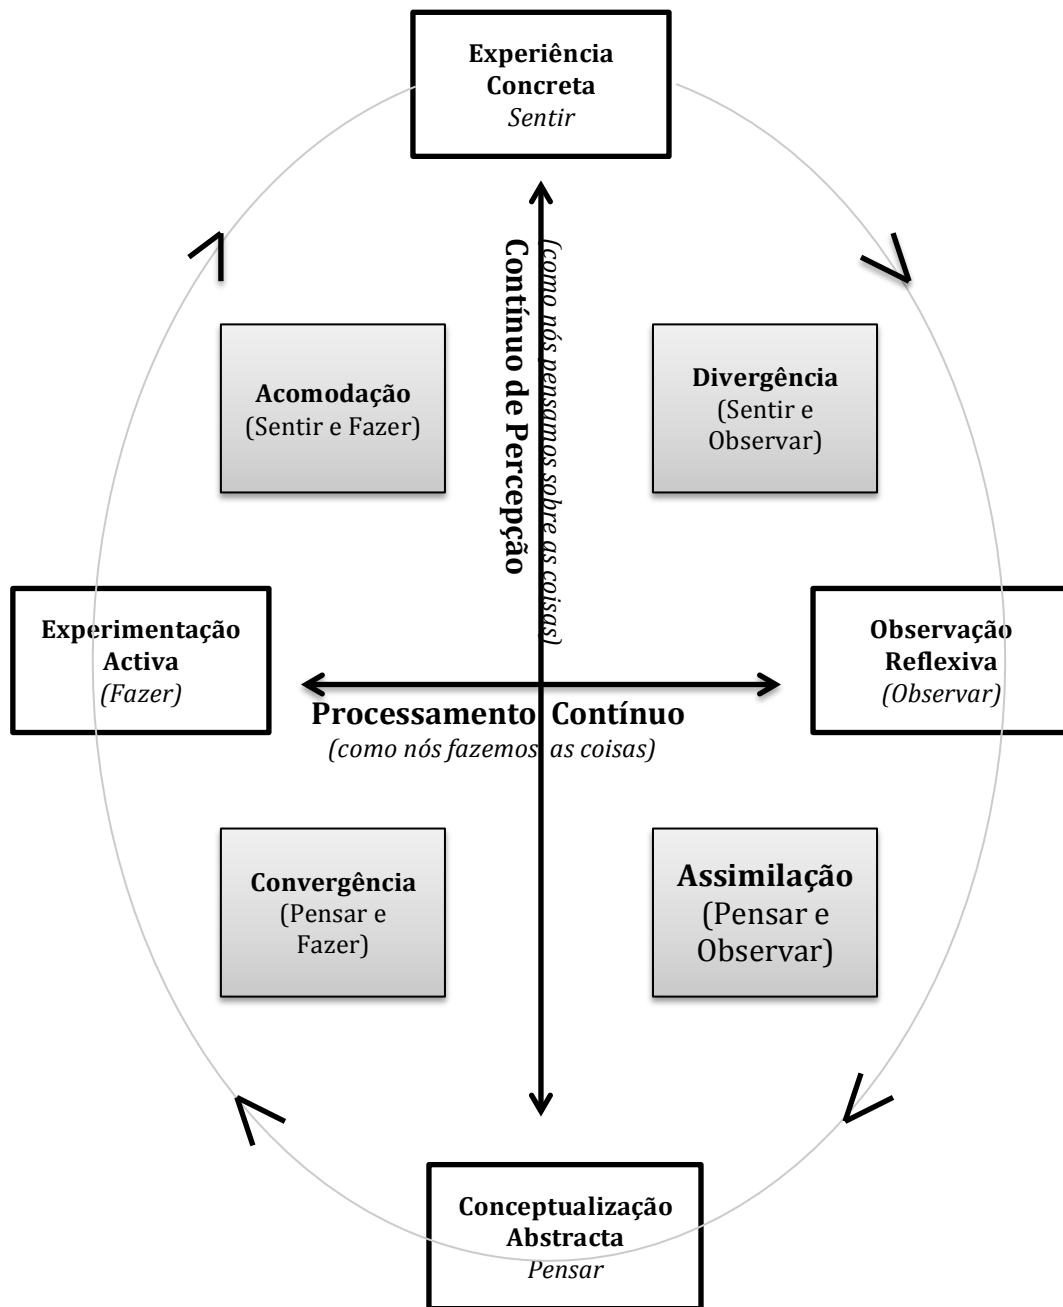 Experiência
Concreta
Sentir
Contínuo de Percepção
(como nós pensamos sobre as coisas)
Acomodação
(Sentir e Fazer)
Divergência
(Sentir e
Observar)
Experimentação
Activa
(Fazer)
Observação
Reflexiva
(Observar)
Processamento Contínuo
(como nós fazemos as coisas)
Convergência
(Pensar e
Fazer)
Assimilação
(Pensar e
Observar)
Conceptualização
Abstracta
Pensar